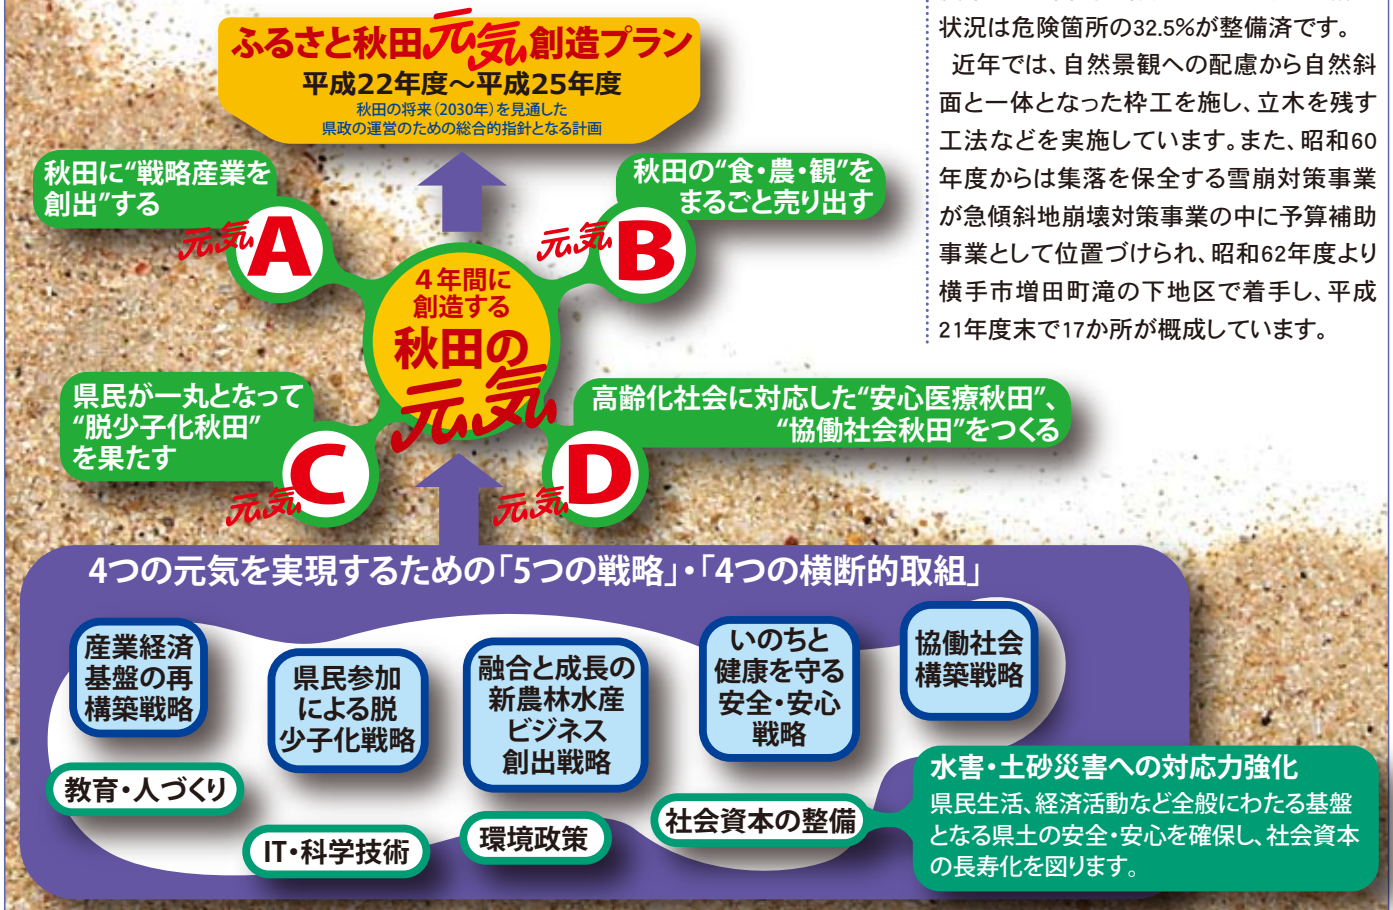 ふるさと秋田元気創造プラン
平成22年度～平成25年度
秋田の将来（2030年）を見通した
県政の運営のための総合的指針となる計画
秋田に“戦略産業を
創出”する
元気A
秋田の“食・農・観”を
まるごと売り出す
元気B
4年間に
創造する
秋田の
元気
県民が一丸となって
“脱少子化秋田”
を果たす
元気C
高齢化社会に対応した“安心医療秋田”、
“協働社会秋田”をつくる
元気D
4つの元気を実現するための「5つの戦略」・「4つの横断的取組」
産業経済
基盤の再
構築戦略
県民参加
による脱
少子化戦略
融合と成長の
新農林水産
ビジネス
創出戦略
いのちと
健康を守る
安全・安心
戦略
協働社会
構築戦略
教育・人づくり
IT・科学技術
環境政策
社会資本の整備
水害・土砂災害への対応力強化
県民生活、経済活動など全般にわたる基盤
となる県土の安全・安心を確保し、社会資本
の長寿化を図ります。
状況は危険箇所の32.5%が整備済です。
近年では、自然景観への配慮から自然斜
面と一体となった枠工を施し、立木を残す
工法などを実施しています。また、昭和60
年度からは集落を保全する雪崩対策事業
が急傾斜地崩壊対策事業の中に予算補助
事業として位置づけられ、昭和62年度より
横手市増田町滝の下地区で着手し、平成
21年度末で17か所が概成しています。